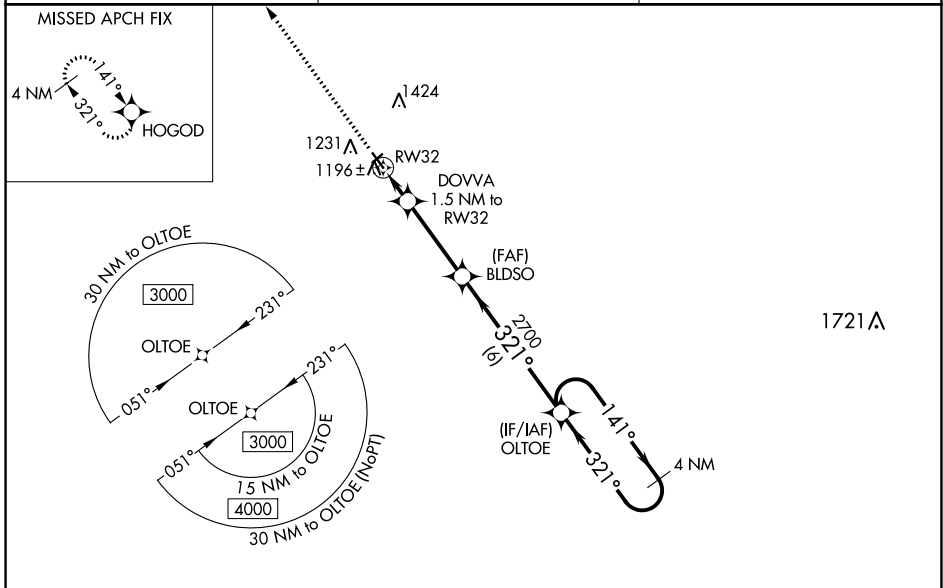 MISSED APCH FIX
141°
4 NM
321°
HOGOD
1424
1231
1196 ±
RW32
DOVVA
1.5 NM to
RW32
(FAF)
BLDSO
30 NM to OLTOE
3000
231°
OLTOE
051°
1721
2700
321°
(6)
231°
OLTOE
3000
051°
15 NM to OLTOE
4000
30 NM to OLTOE (NoPT)
(IF/IAF)
OLTOE
141°
321°
4 NM